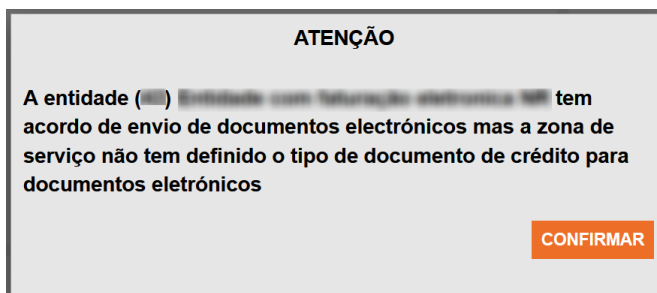 ATENÇÃO
A entidade () tem
acordo de envio de documentos electrónicos mas a zona de
serviço não tem definido o tipo de documento de crédito para
documentos eletrónicos
CONFIRMAR